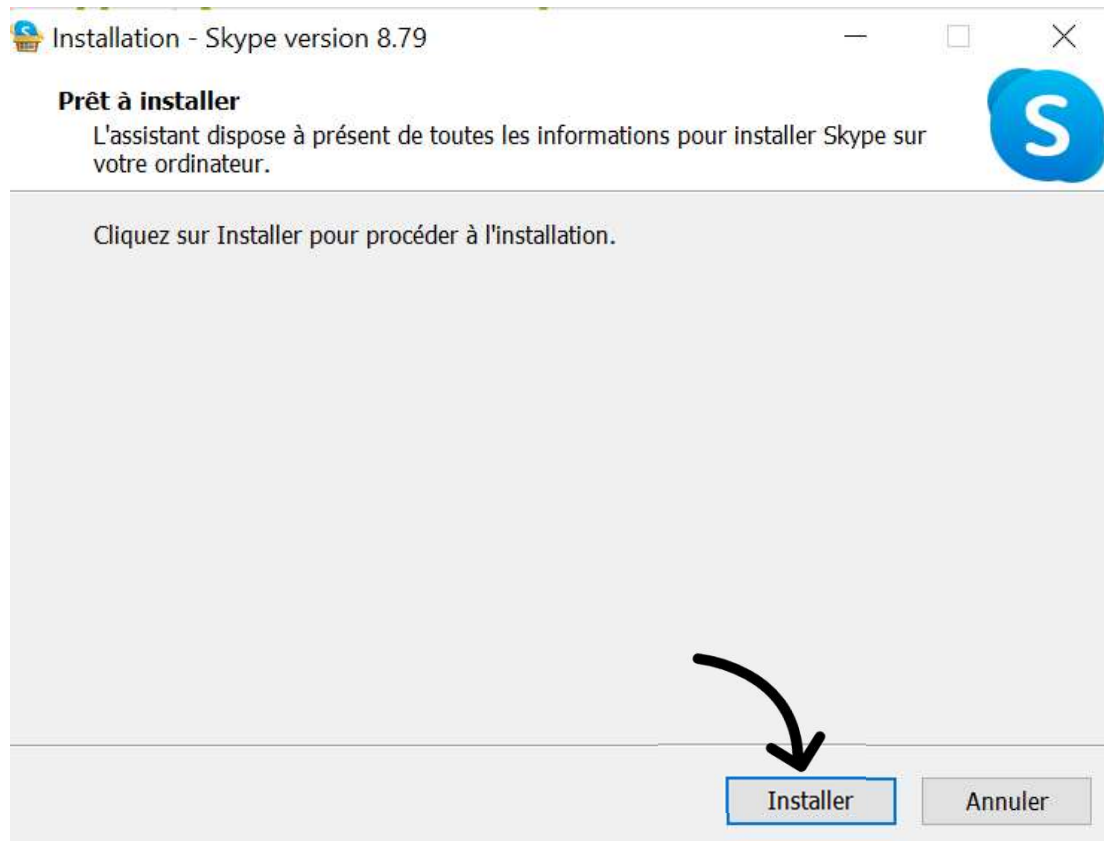 Installation - Skype version 8.79
Prêt à installer
L'assistant dispose à présent de toutes les informations pour installer Skype sur
votre ordinateur.
S
Cliquez sur Installer pour procéder à l'installation.
Installer
Annuler